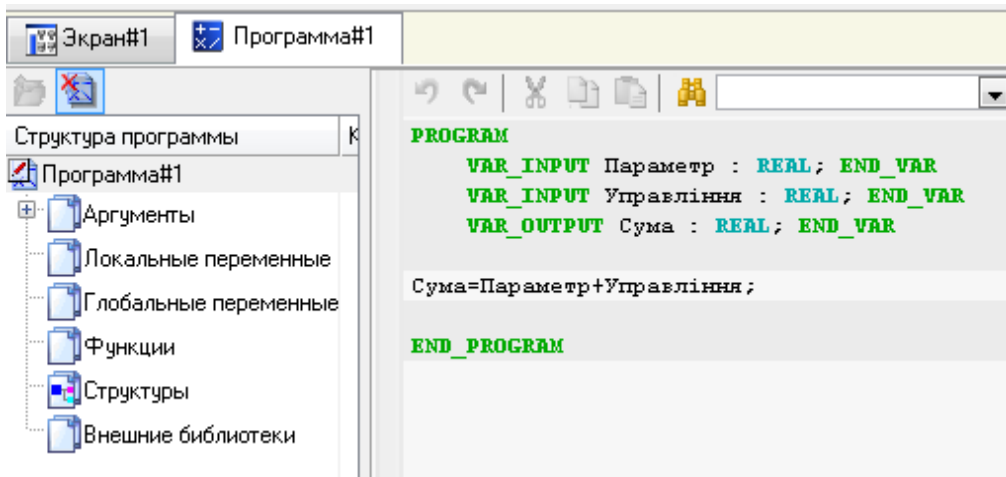 Экран#1 Программа#1
Структура программы К
Программа#1
Аргументы
Локальные переменные
Глобальные переменные
Функции
Структуры
Внешние библиотеки
PROGRAM
VAR_INPUT Параметр : REAL; END_VAR
VAR_INPUT Управління : REAL; END_VAR
VAR_OUTPUT Сума : REAL; END_VAR
Сума=Параметр+Управління;
END_PROGRAM